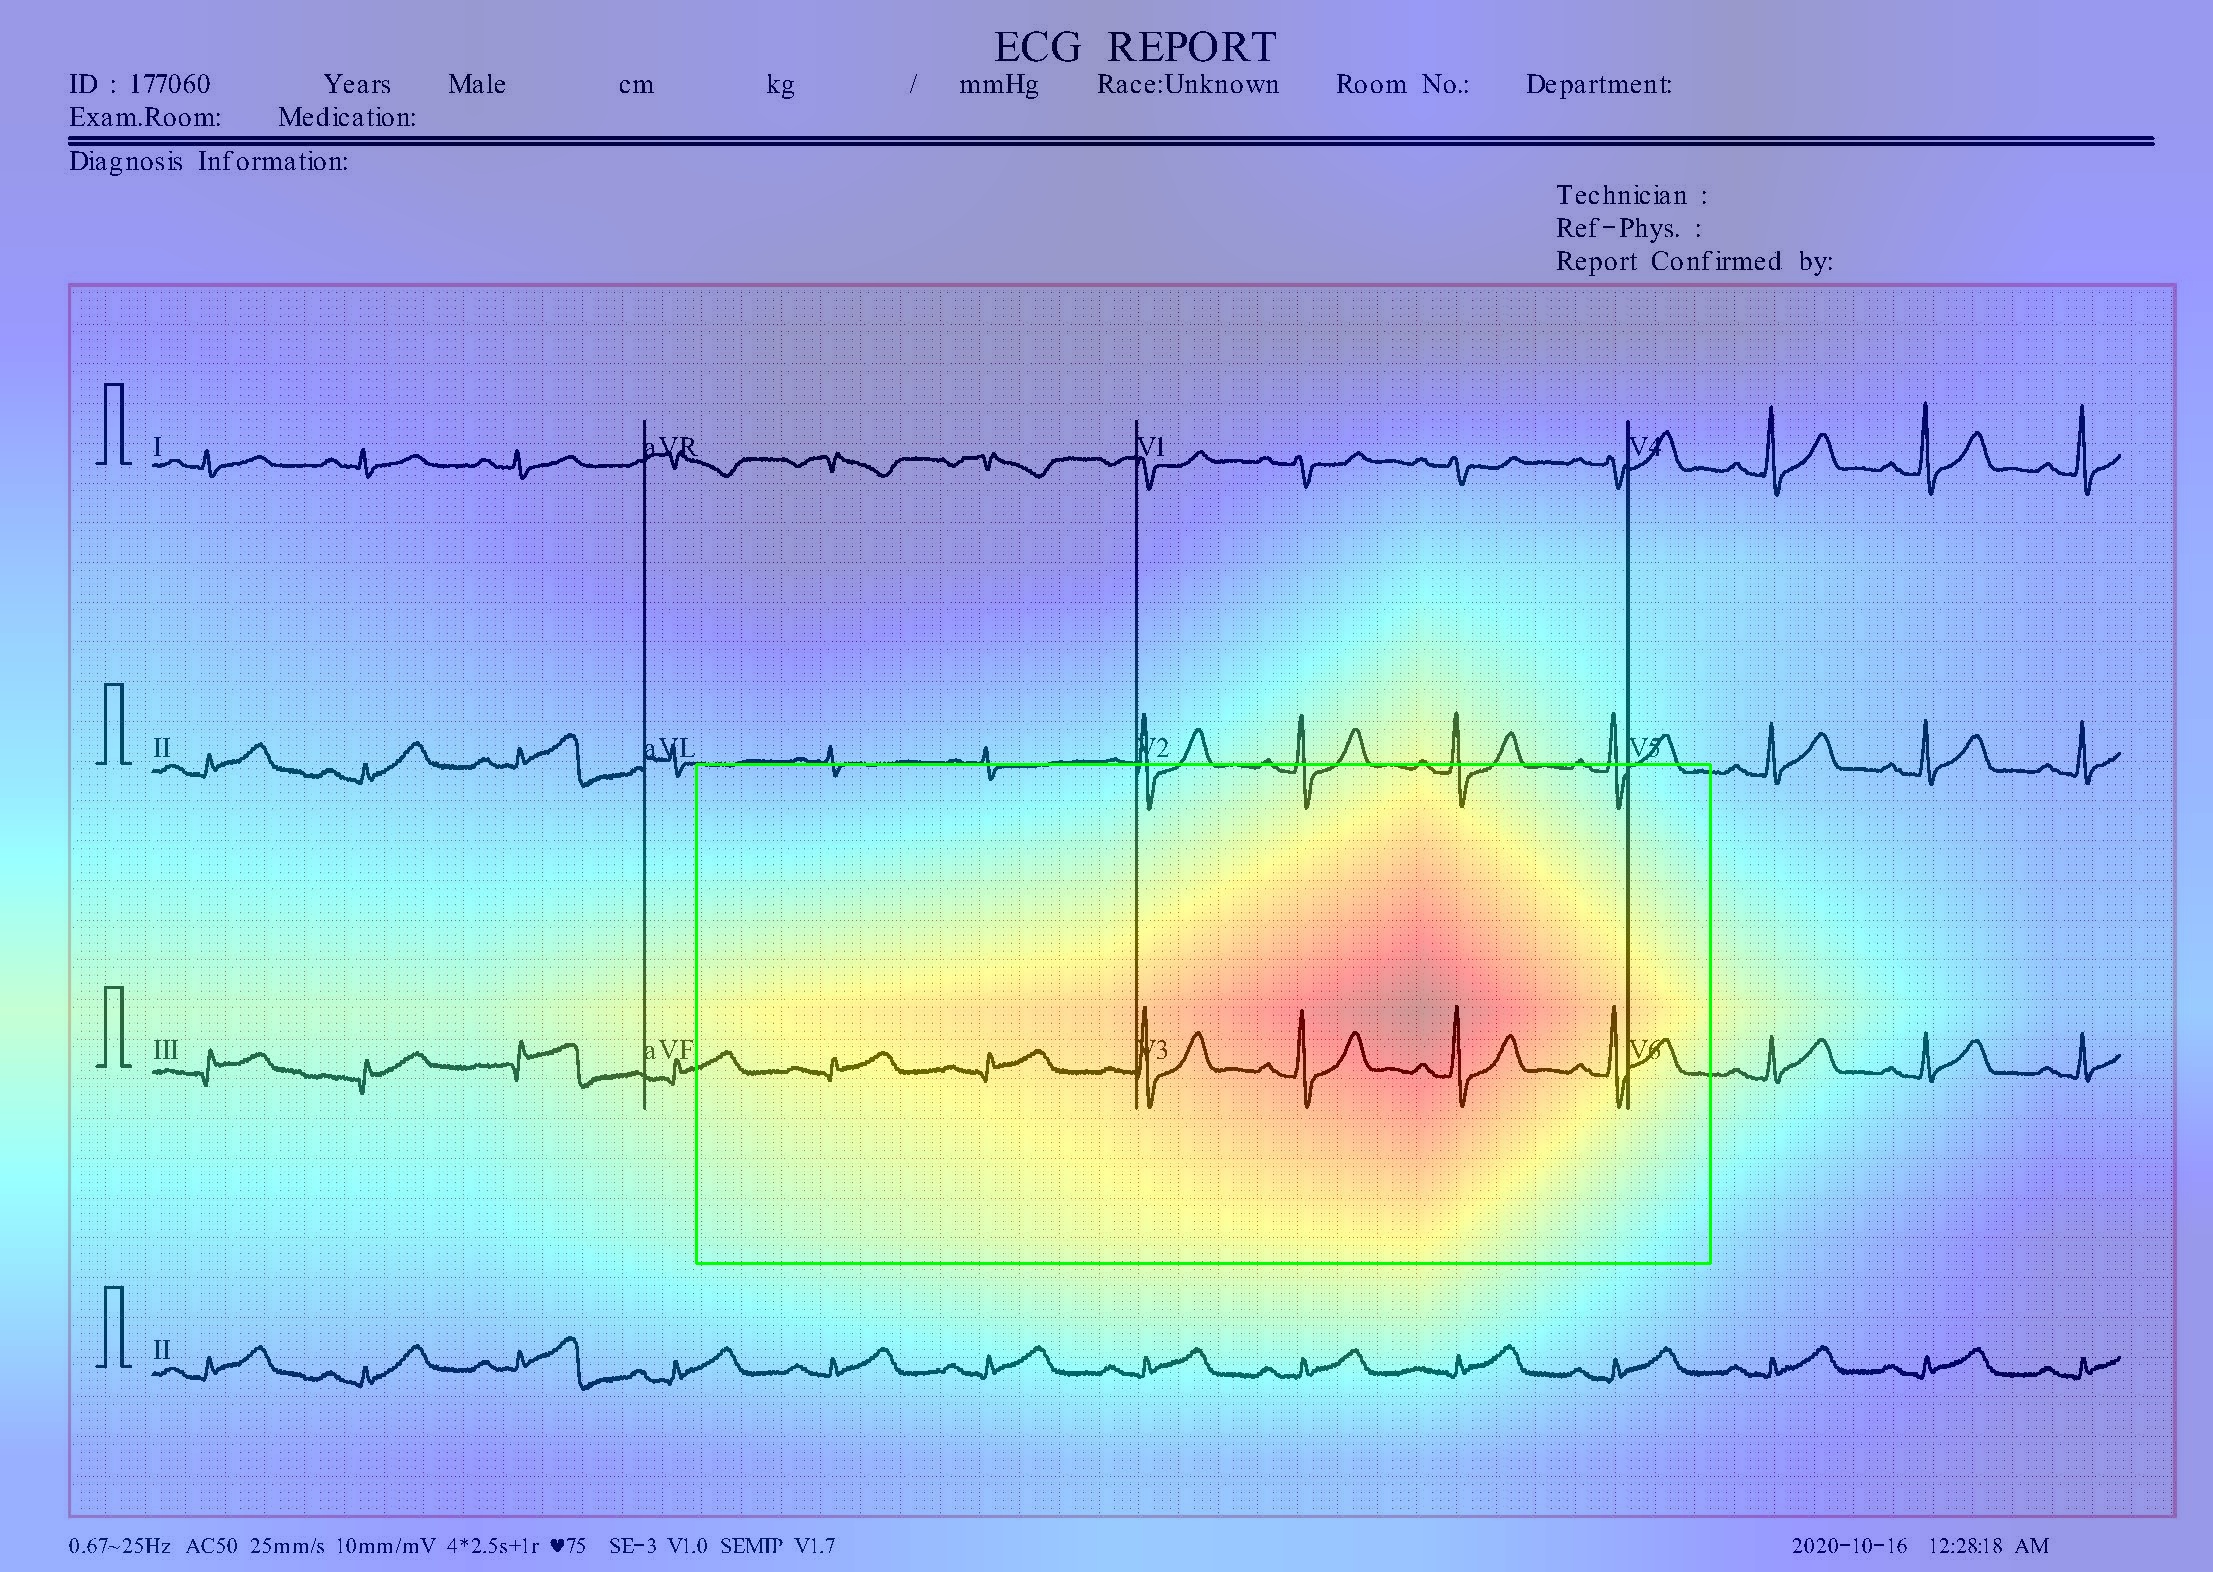 ECG REPORT
ID : 177060 Years Male cm kg / mmHg Race:Unknown Room No.: Department:
Exam.Room: Medication:
Diagnosis Information:
Technician :
Ref-Phys. :
Report Confirmed by:
I aVR V1 V4
II aVL V2 V5
III aVF V3 V6
II
0.67~25Hz AC50 25mm/s 10mm/mV 4*2.5s+1r ♥75 SE-3 V1.0 SEMIP V1.7 2020-10-16 12:28:18 AM